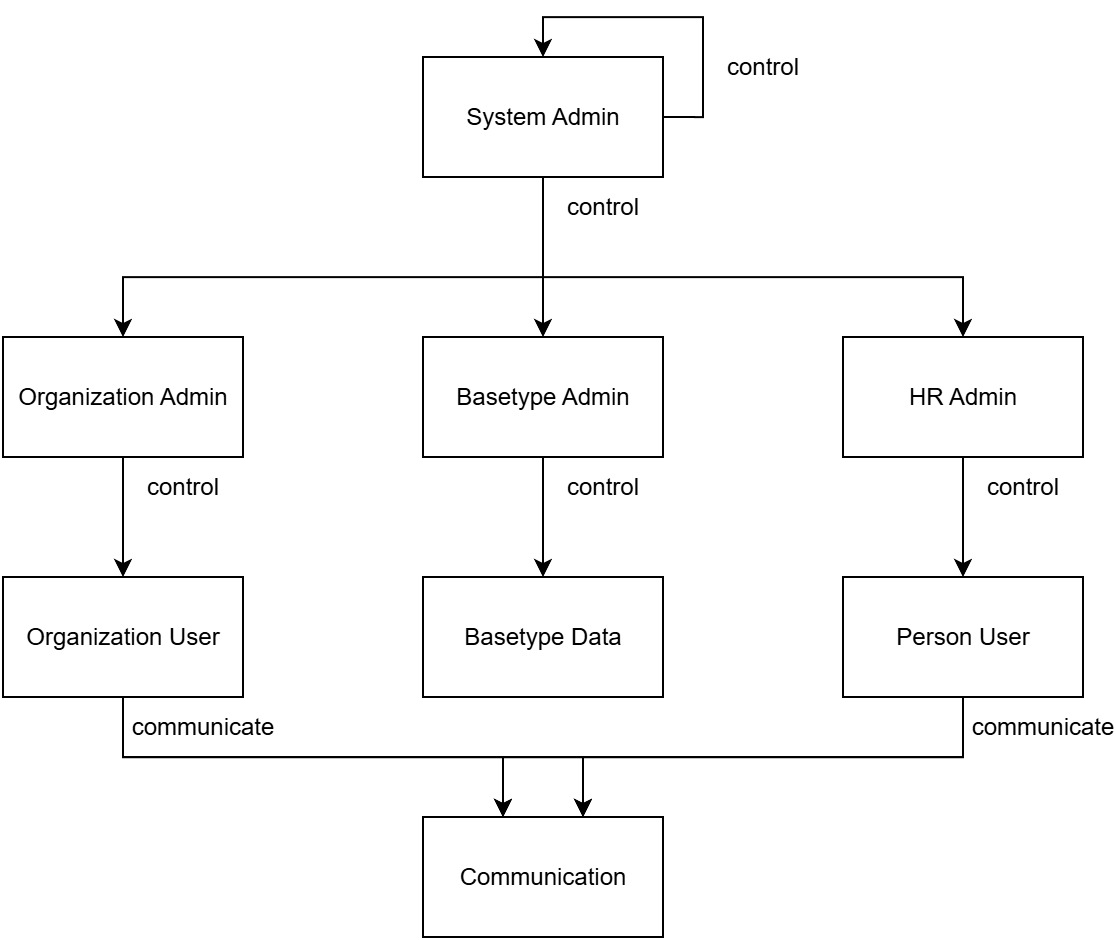 control
System Admin
control
Organization Admin
Basetype Admin
HR Admin
control
control
control
Organization User
Basetype Data
Person User
communicate
communicate
Communication